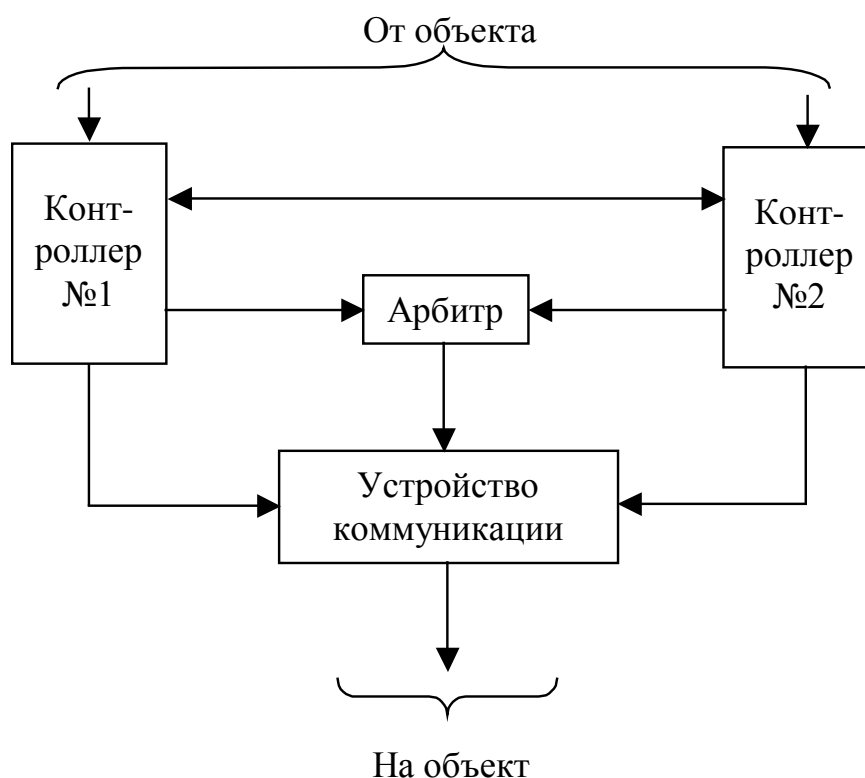 От объекта
Конт-
роллер
№1
Конт-
роллер
№2
Арбитр
Устройство
коммуникации
На объект